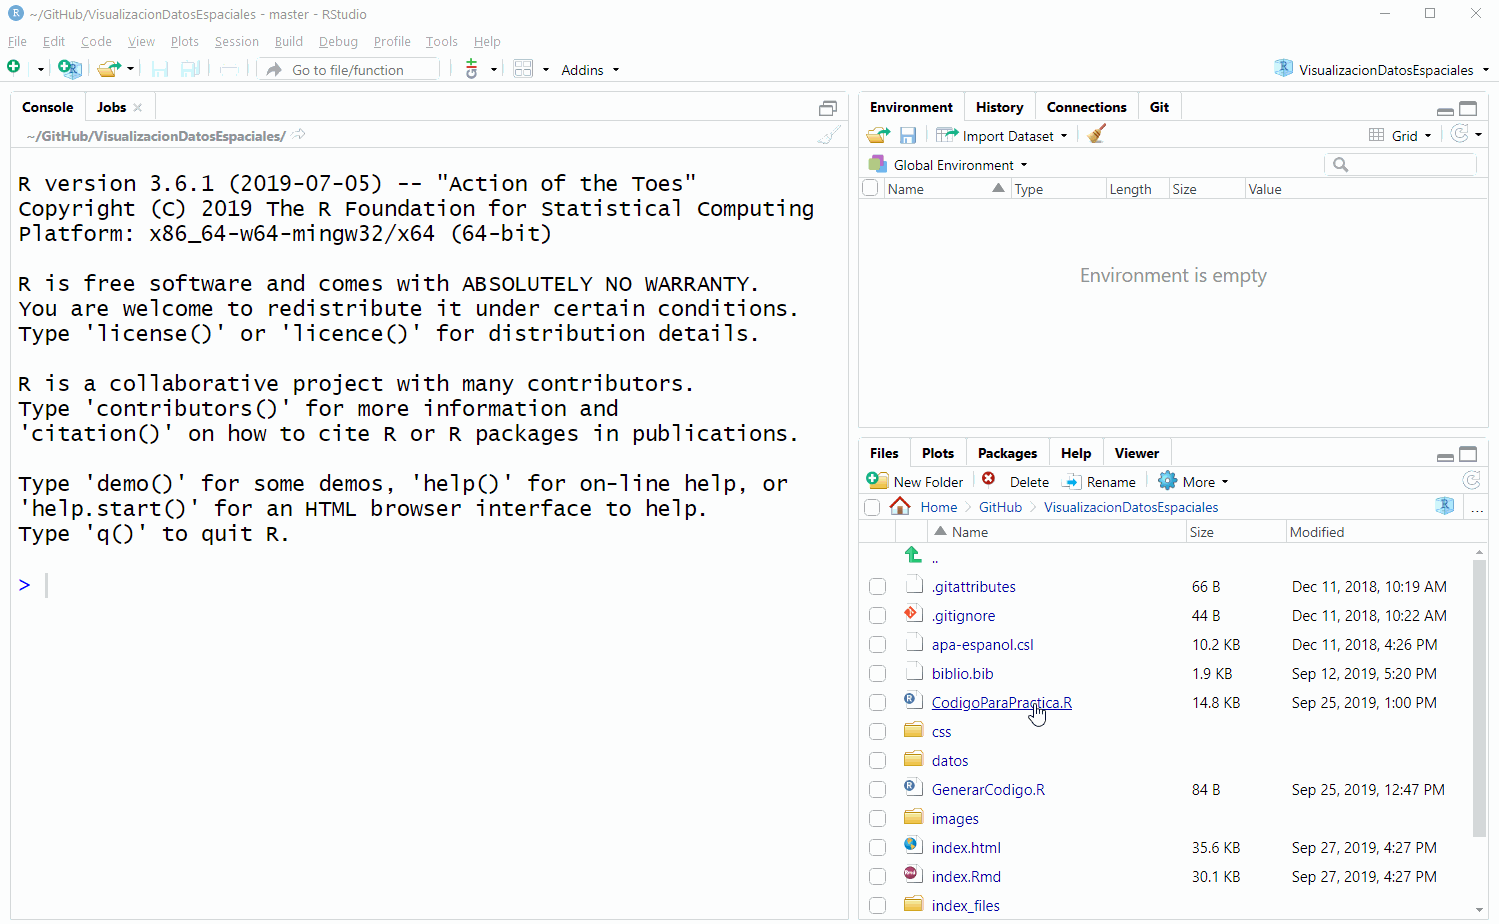 ~/GitHub/VisualizacionDatosEspaciales - master - RStudio
File Edit Code View Plots Session Build Debug Profile Tools Help
Go to file/function Addins VisualizacionDatosEspaciales
Console Jobs
~/GitHub/VisualizacionDatosEspaciales/
R version 3.6.1 (2019-07-05) -- "Action of the Toes"
Copyright (C) 2019 The R Foundation for Statistical Computing
Platform: x86_64-w64-mingw32/x64 (64-bit)
R is free software and comes with ABSOLUTELY NO WARRANTY.
You are welcome to redistribute it under certain conditions.
Type 'license()' or 'licence()' for distribution details.
R is a collaborative project with many contributors.
Type 'contributors()' for more information and
'citation()' on how to cite R or R packages in publications.
Type 'demo()' for some demos, 'help()' for on-line help, or
'help.start()' for an HTML browser interface to help.
Type 'q()' to quit R.
>
Environment History Connections Git
Import Dataset Grid
Global Environment
Name Type Length Size Value
Environment is empty
Files Plots Packages Help Viewer
New Folder Delete Rename More
Home GitHub VisualizacionDatosEspaciales ...
Name Size Modified
..
.gitattributes 66 B Dec 11, 2018, 10:19 AM
.gitignore 44 B Dec 11, 2018, 10:22 AM
apa-espanol.csl 10.2 KB Dec 11, 2018, 4:26 PM
biblio.bib 1.9 KB Sep 12, 2019, 5:20 PM
CodigoParaPractica.R 14.8 KB Sep 25, 2019, 1:00 PM
css
datos
GenerarCodigo.R 84 B Sep 25, 2019, 12:47 PM
images
index.html 35.6 KB Sep 27, 2019, 4:27 PM
index.Rmd 30.1 KB Sep 27, 2019, 4:27 PM
index_files